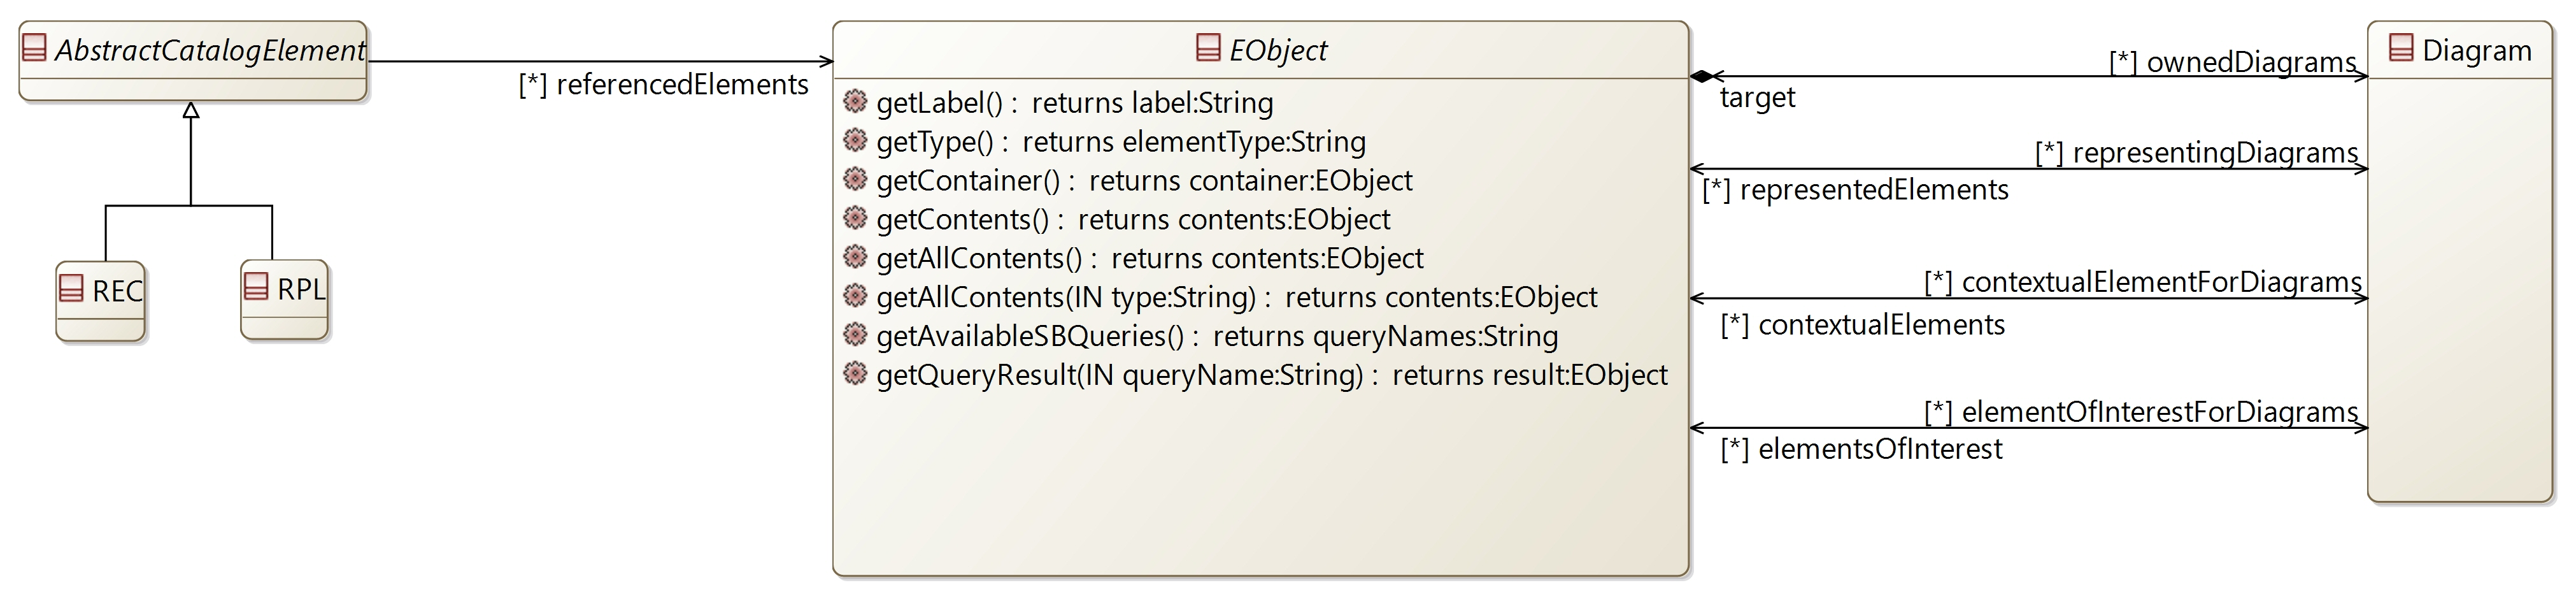 AbstractCatalogElement
[*] referencedElements
REC
RPL
EObject
getLabel() : returns label:String
getType() : returns elementType:String
getContainer() : returns container:EObject
getContents() : returns contents:EObject
getAllContents() : returns contents:EObject
getAllContents(IN type:String) : returns contents:EObject
getAvailableSBQueries() : returns queryNames:String
getQueryResult(IN queryName:String) : returns result:EObject
[*] ownedDiagrams
target
[*] representingDiagrams
[*] representedElements
[*] contextualElementForDiagrams
[*] contextualElements
[*] elementOfInterestForDiagrams
[*] elementsOfInterest
Diagram